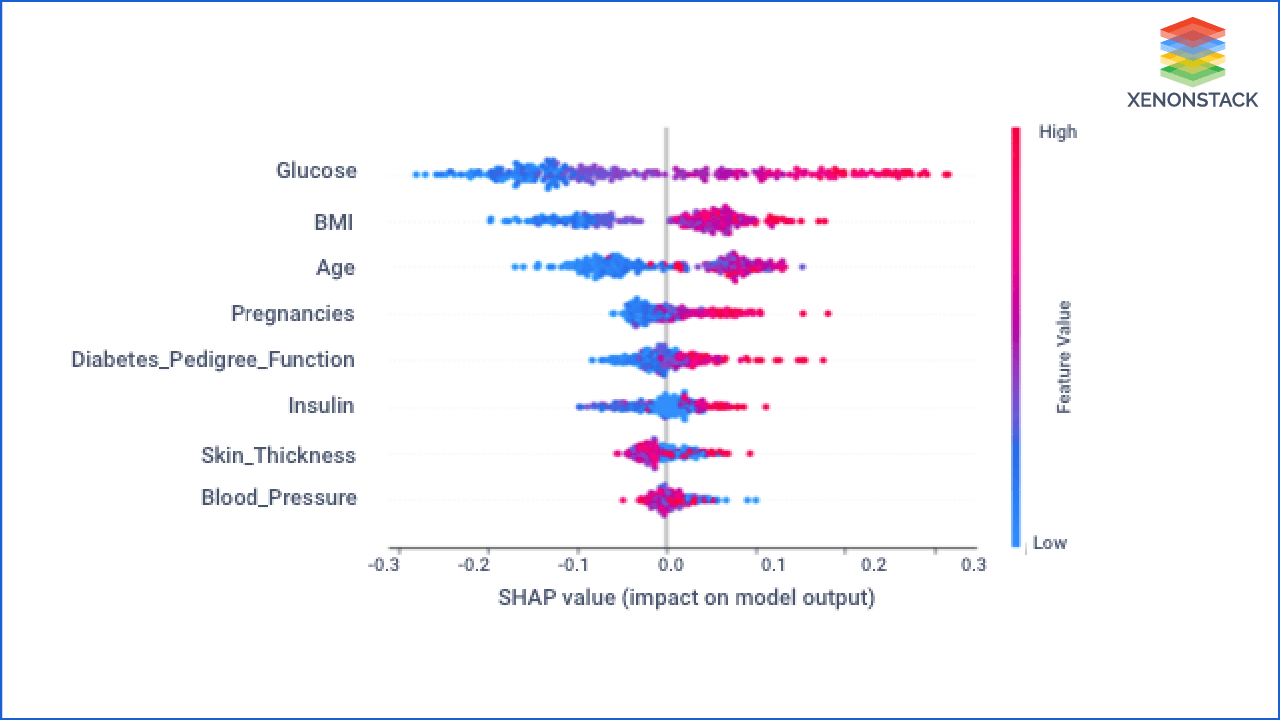 XENONSTACK
High
Glucose
BMI
Age
Pregnancies
Diabetes_Pedigree_Function
Insulin
Skin_Thickness
Blood_Pressure
Feature Value
Low
-0.3 -0.2 -0.1 0.0 0.1 0.2 0.3
SHAP value (impact on model output)